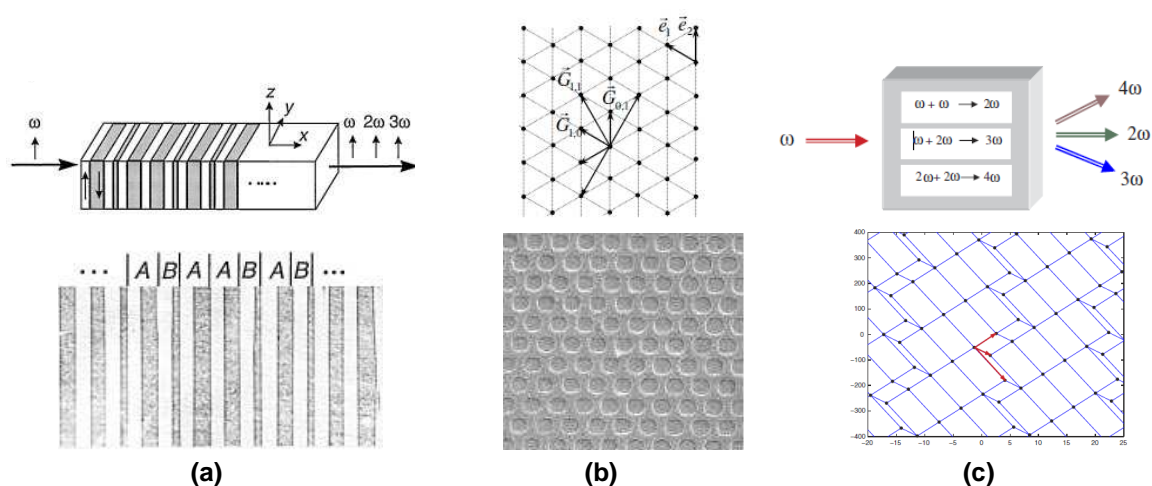 ω
z
y
x
ω 2ω 3ω
.....
... A B A A B A B ...
(a)
e⃗1 e⃗2
G⃗1,1
G⃗0,1
G⃗1,0
(b)
ω
ω + ω → 2ω
ω + 2ω → 3ω
2ω + 2ω → 4ω
4ω
2ω
3ω
400
300
200
100
0
-100
-200
-300
-400
-20 -15 -10 -5 0 5 10 15 20 25
(c)